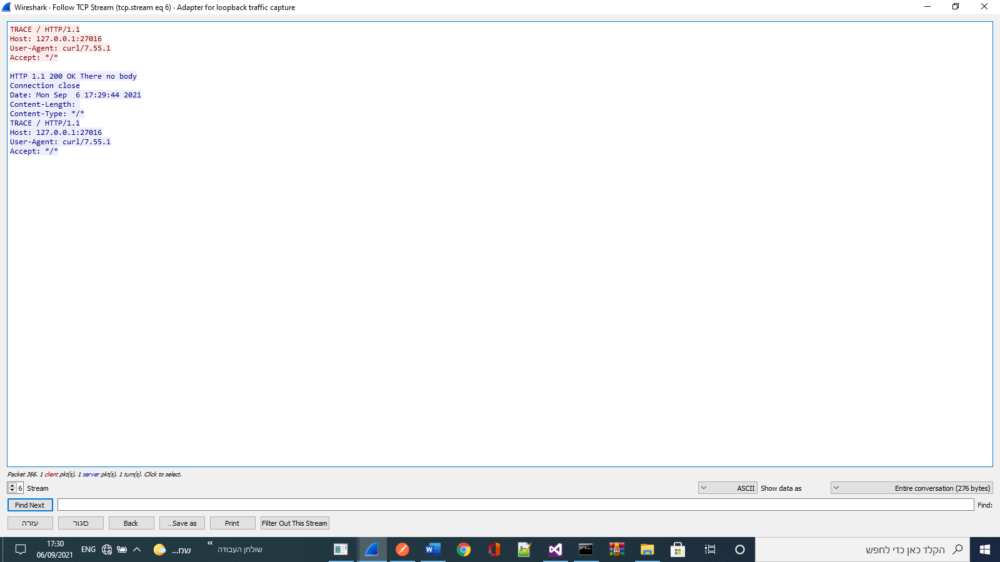 Wireshark · Follow TCP Stream (tcp.stream eq 6) · Adapter for loopback traffic capture
TRACE / HTTP/1.1
Host: 127.0.0.1:27016
User-Agent: curl/7.55.1
Accept: */*
HTTP 1.1 200 OK There no body
Connection close
Date: Mon Sep  6 17:29:44 2021
Content-Length:
Content-Type: */*
TRACE / HTTP/1.1
Host: 127.0.0.1:27016
User-Agent: curl/7.55.1
Accept: */*
Packet 366. 1 client pkt(s), 1 server pkt(s), 1 turn(s). Click to select.
6 Stream ASCII Show data as Entire conversation (276 bytes)
Find Next Find:
עזרה סגור Back ...Save as Print Filter Out This Stream
17:30
06/09/2021
ENG
שמ...
»
שולחן העבודה
הקלד כאן כדי לחפש